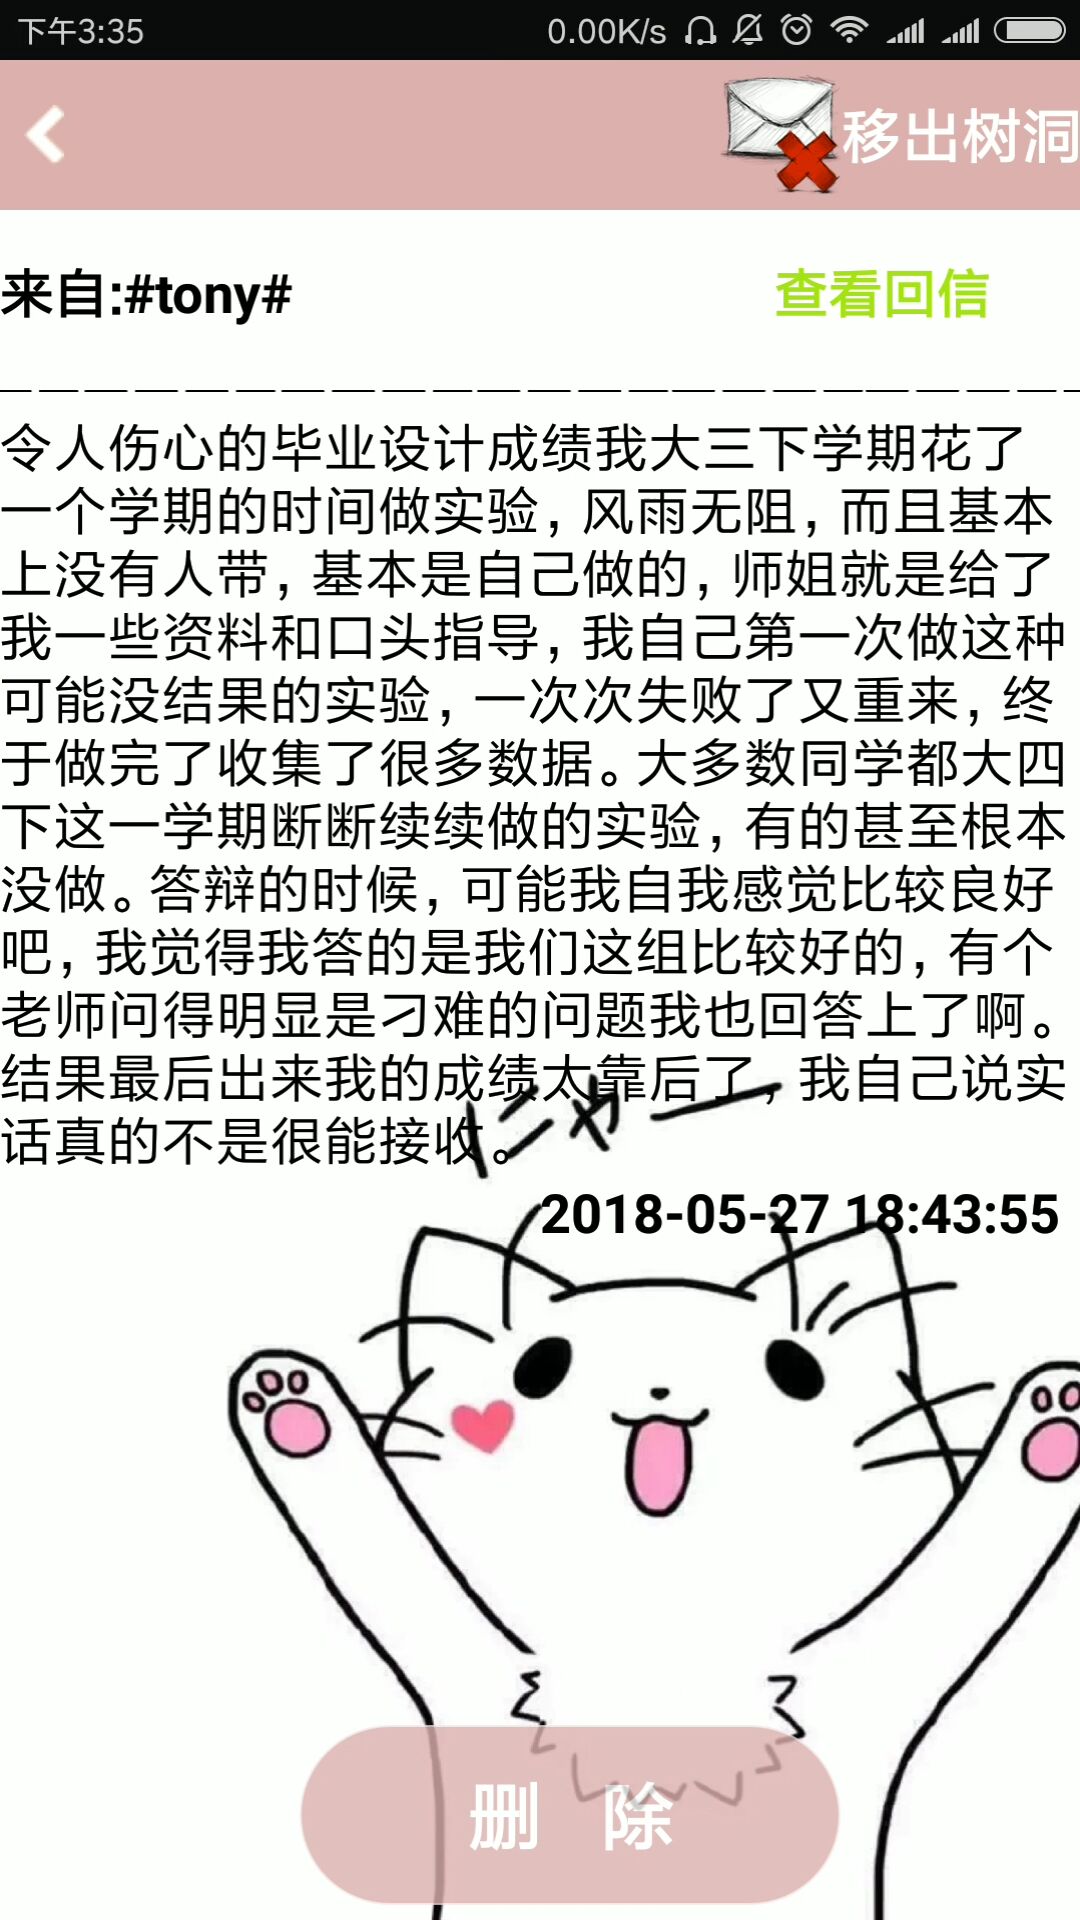 下午3:35
0.00K/s
移出树洞
来自:#tony#
查看回信
令人伤心的毕业设计成绩我大三下学期花了
一个学期的时间做实验,风雨无阻,而且基本
上没有人带,基本是自己做的,师姐就是给了
我一些资料和口头指导,我自己第一次做这种
可能没结果的实验,一次次失败了又重来,终
于做完了收集了很多数据。大多数同学都大四
下这一学期断断续续做的实验,有的甚至根本
没做。答辩的时候,可能我自我感觉比较良好
吧,我觉得我答的是我们这组比较好的,有个
老师问得明显是刁难的问题我也回答上了啊。
结果最后出来我的成绩太靠后了,我自己说实
话真的不是很能接收。
にゃー
2018-05-27 18:43:55
删 除